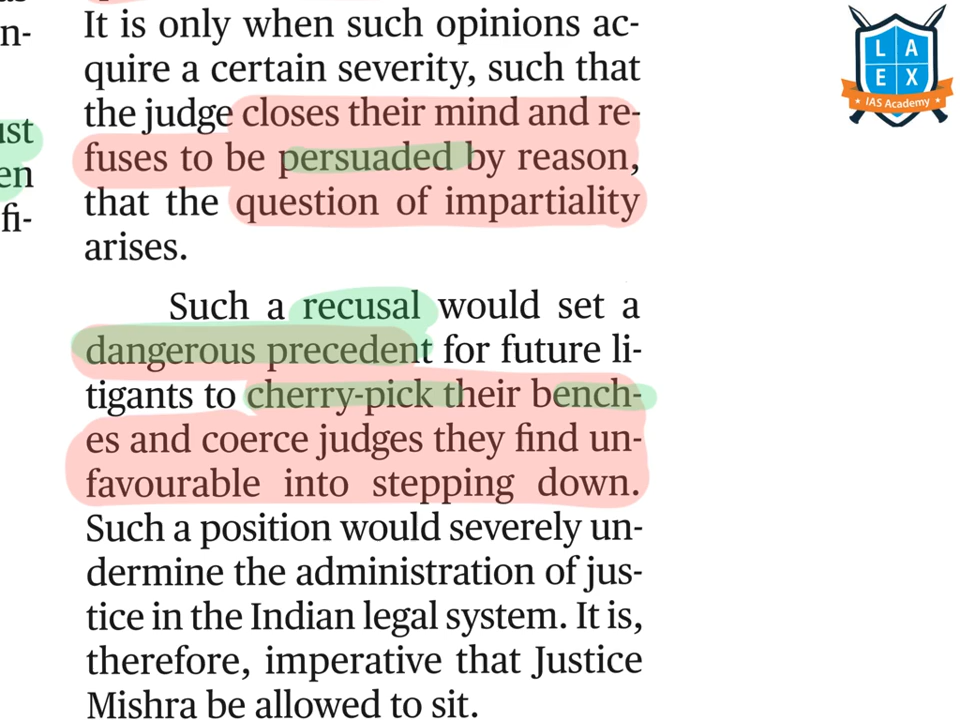 It is only when such opinions ac-
quire a certain severity, such that
the judge closes their mind and re-
fuses to be persuaded by reason,
that the question of impartiality
arises.
Such a recusal would set a
dangerous precedent for future li-
tigants to cherry-pick their bench-
es and coerce judges they find un-
favourable into stepping down.
Such a position would severely un-
dermine the administration of jus-
tice in the Indian legal system. It is,
therefore, imperative that Justice
Mishra be allowed to sit.
n-
en
fi-
L A
E X
IAS Academy